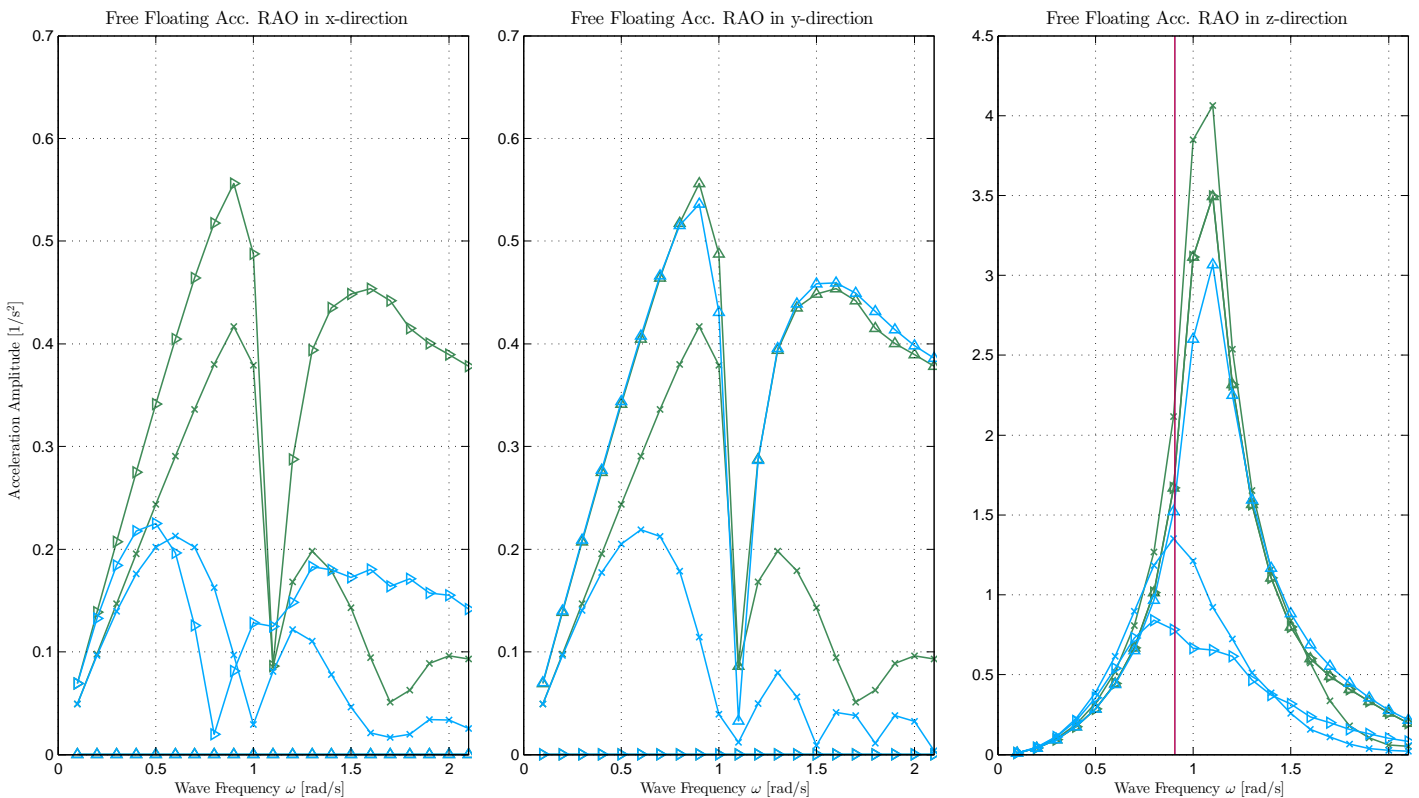 Free Floating Acc. RAO in x-direction
Free Floating Acc. RAO in y-direction
Free Floating Acc. RAO in z-direction
Acceleration Amplitude [1/s²]
0.7
0.6
0.5
0.4
0.3
0.2
0.1
0
0 0.5 1 1.5 2
Wave Frequency ω [rad/s]
0.7
0.6
0.5
0.4
0.3
0.2
0.1
0
0 0.5 1 1.5 2
Wave Frequency ω [rad/s]
4.5
4
3.5
3
2.5
2
1.5
1
0.5
0
0 0.5 1 1.5 2
Wave Frequency ω [rad/s]